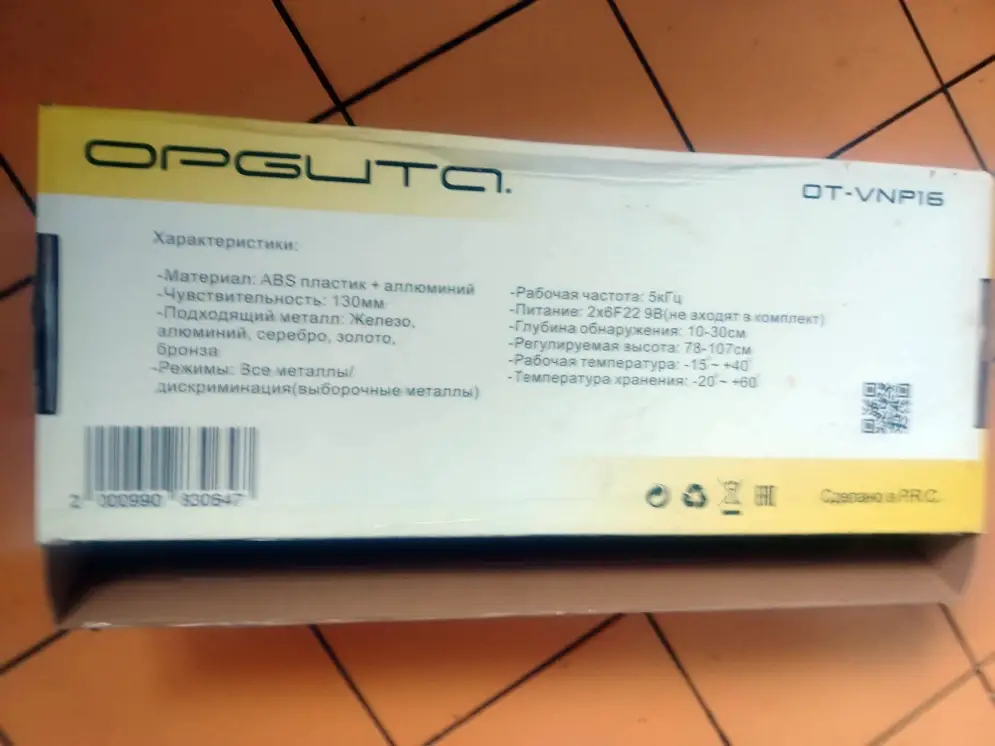 ОРБИТА.
OT-VNP16
Характеристики:
-Материал: ABS пластик + аллюминий
-Чувствительность: 130мм
-Подходящий металл: Железо,
алюминий, серебро, золото,
бронза
-Режимы: Все металлы/
дискриминация(выборочные металлы)
-Рабочая частота: 5кГц
-Питание: 2x6F22 9В(не входят в комплект)
-Глубина обнаружения: 10-30см
-Регулируемая высота: 78-107см
-Рабочая температура: -15°~ +40°
-Температура хранения: -20°~ +60°
2 000990 830647
Сделано в P.R.C.